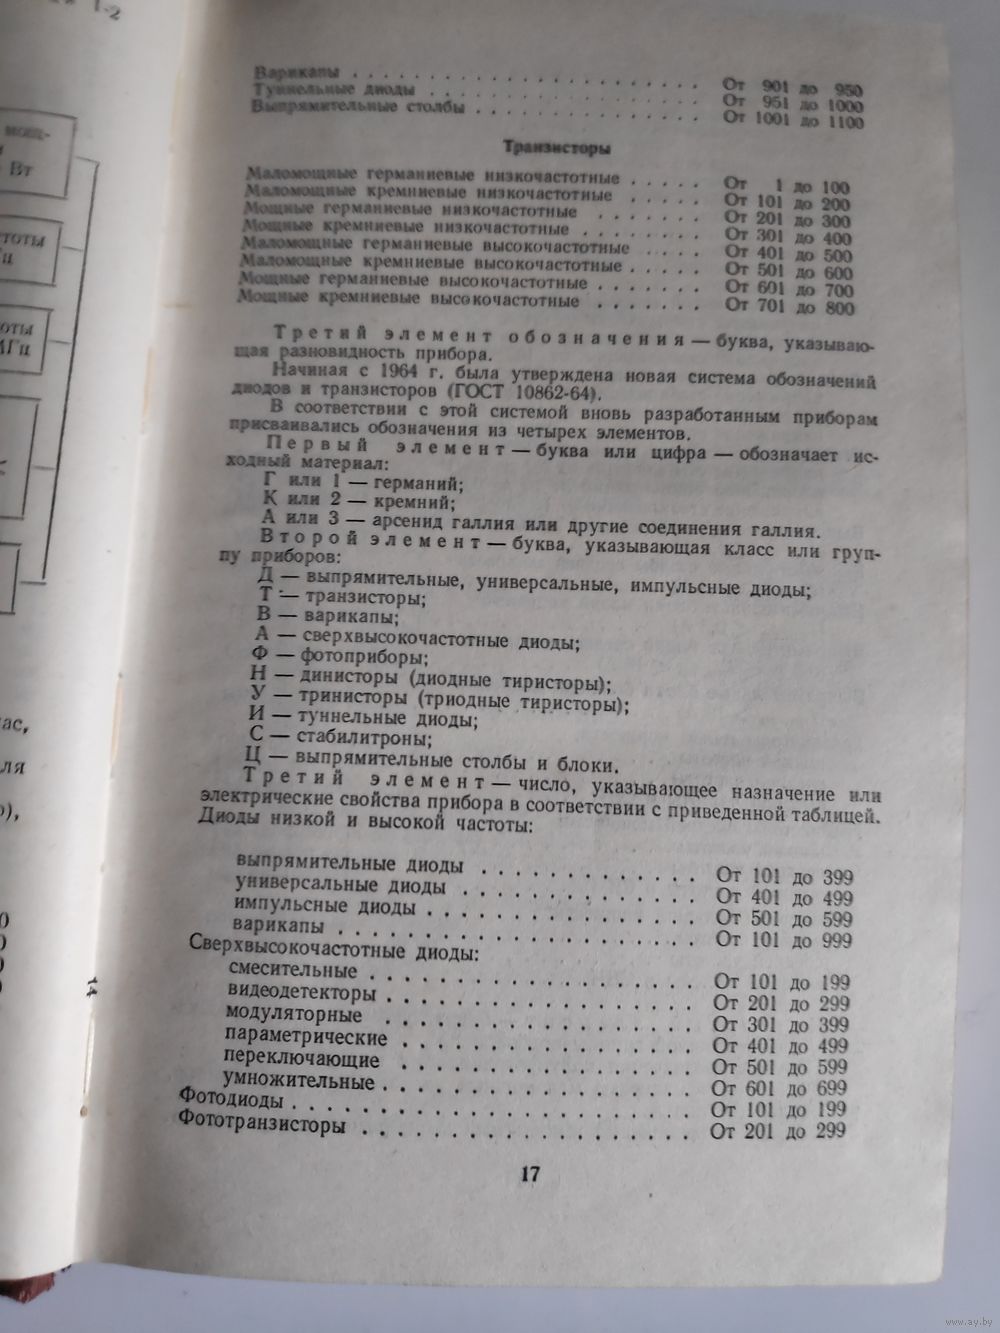 1-2
мощ-
Вт
оты
МГц
ас,
ля
Варикапы . . . . . . . . . . . . . . . . . . . . . . От 901 до 950
Туннельные диоды . . . . . . . . . . . . . . . . . От 951 до 1000
Выпрямительные столбы . . . . . . . . . . . . . . От 1001 до 1100
Транзисторы
Маломощные германиевые низкочастотные . . . . . От 1 до 100
Маломощные кремниевые низкочастотные . . . . . От 101 до 200
Мощные германиевые низкочастотные . . . . . . . От 201 до 300
Мощные кремниевые низкочастотные . . . . . . . . От 301 до 400
Маломощные германиевые высокочастотные . . . . От 401 до 500
Маломощные кремниевые высокочастотные . . . . . От 501 до 600
Мощные германиевые высокочастотные . . . . . . . От 601 до 700
Мощные кремниевые высокочастотные . . . . . . . От 701 до 800
Третий элемент обозначения — буква, указываю-
щая разновидность прибора.
Начиная с 1964 г. была утверждена новая система обозначений
диодов и транзисторов (ГОСТ 10862-64).
В соответствии с этой системой вновь разработанным приборам
присваивались обозначения из четырех элементов.
Первый элемент — буква или цифра — обозначает ис-
ходный материал:
Г или 1 — германий;
К или 2 — кремний;
А или 3 — арсенид галлия или другие соединения галлия.
Второй элемент — буква, указывающая класс или груп-
пу приборов:
Д — выпрямительные, универсальные, импульсные диоды;
Т — транзисторы;
В — варикапы;
А — сверхвысокочастотные диоды;
Ф — фотоприборы;
Н — динисторы (диодные тиристоры);
У — тринисторы (триодные тиристоры);
И — туннельные диоды;
С — стабилитроны;
Ц — выпрямительные столбы и блоки.
Третий элемент — число, указывающее назначение или
электрические свойства прибора в соответствии с приведенной таблицей.
Диоды низкой и высокой частоты:
выпрямительные диоды . . . . . . . . . . . . . От 101 до 399
универсальные диоды . . . . . . . . . . . . . . От 401 до 499
импульсные диоды . . . . . . . . . . . . . . . . От 501 до 599
варикапы . . . . . . . . . . . . . . . . . . . . От 101 до 999
Сверхвысокочастотные диоды:
смесительные . . . . . . . . . . . . . . . . . . От 101 до 199
видеодетекторы . . . . . . . . . . . . . . . . . От 201 до 299
модуляторные . . . . . . . . . . . . . . . . . . От 301 до 399
параметрические . . . . . . . . . . . . . . . . От 401 до 499
переключающие . . . . . . . . . . . . . . . . . От 501 до 599
умножительные . . . . . . . . . . . . . . . . . От 601 до 699
Фотодиоды . . . . . . . . . . . . . . . . . . . . . От 101 до 199
Фототранзисторы . . . . . . . . . . . . . . . . . . От 201 до 299
17
www.ay.by